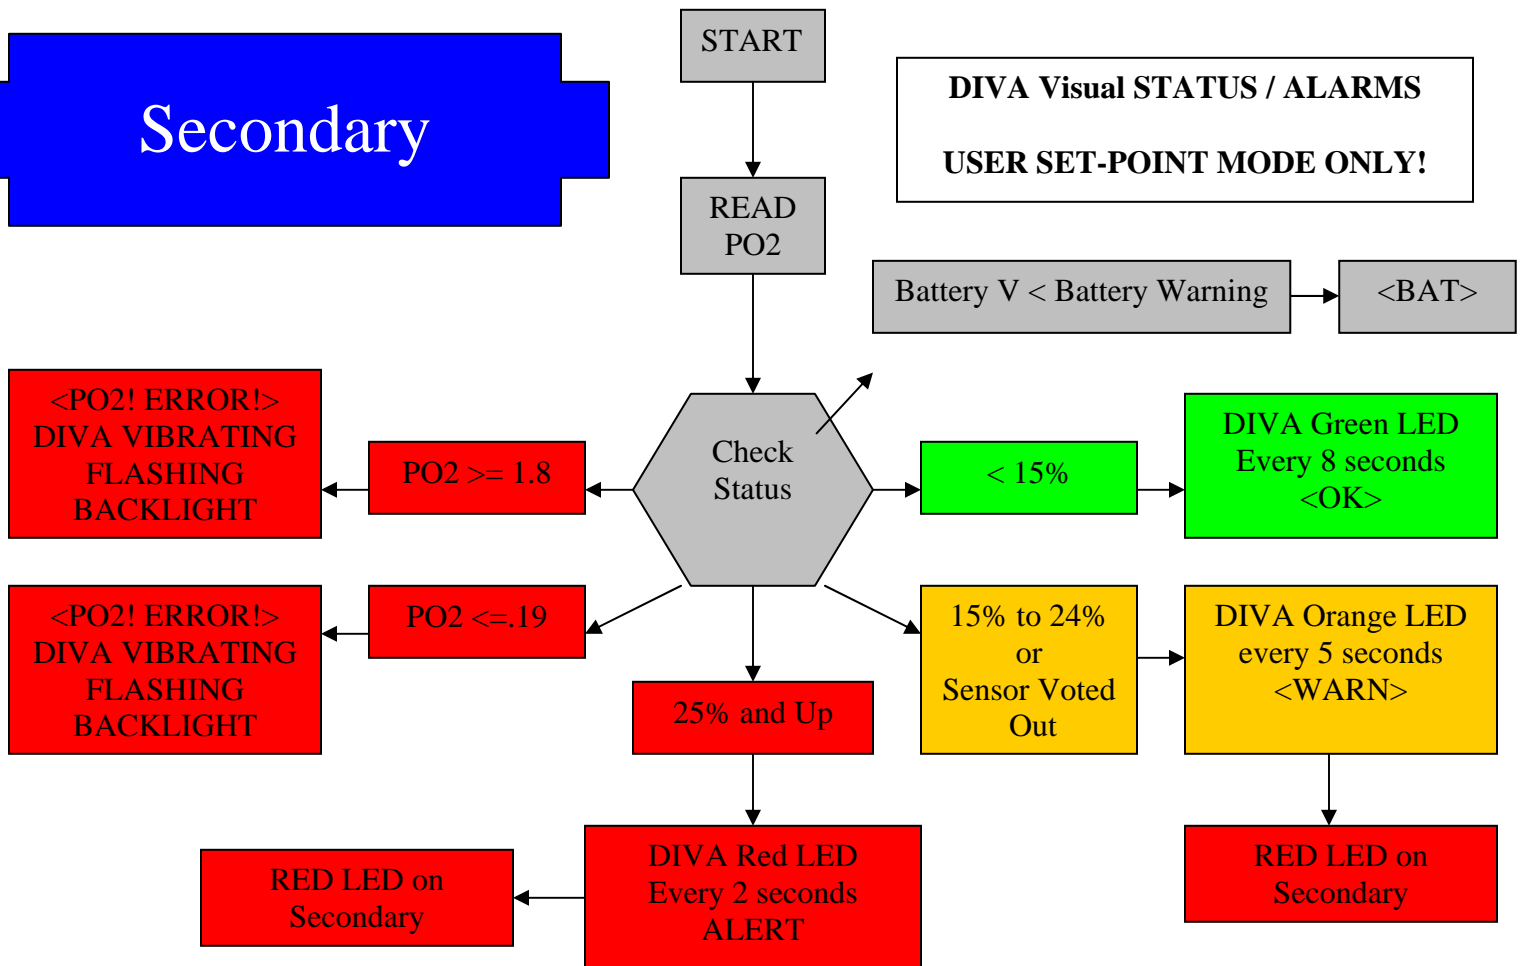 Secondary
START
DIVA Visual STATUS / ALARMS
USER SET-POINT MODE ONLY!
READ
PO2
Battery V < Battery Warning
<BAT>
<PO2! ERROR!>
DIVA VIBRATING
FLASHING
BACKLIGHT
PO2 >= 1.8
Check
Status
< 15%
DIVA Green LED
Every 8 seconds
<OK>
<PO2! ERROR!>
DIVA VIBRATING
FLASHING
BACKLIGHT
PO2 <=.19
25% and Up
15% to 24%
or
Sensor Voted
Out
DIVA Orange LED
every 5 seconds
<WARN>
RED LED on
Secondary
DIVA Red LED
Every 2 seconds
ALERT
RED LED on
Secondary